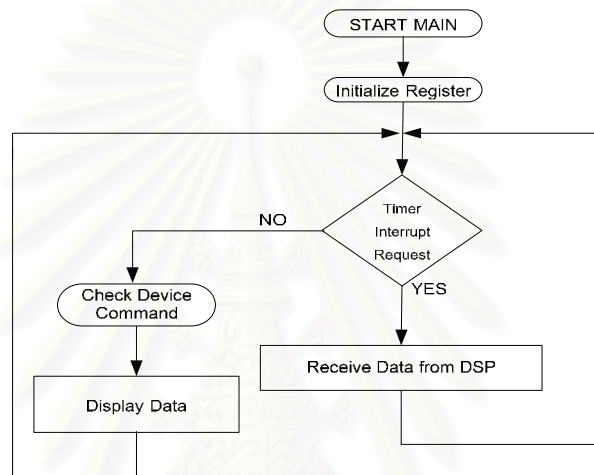 START MAIN
Initialize Register
Timer
Interrupt
Request
NO
YES
Check Device
Command
Receive Data from DSP
Display Data